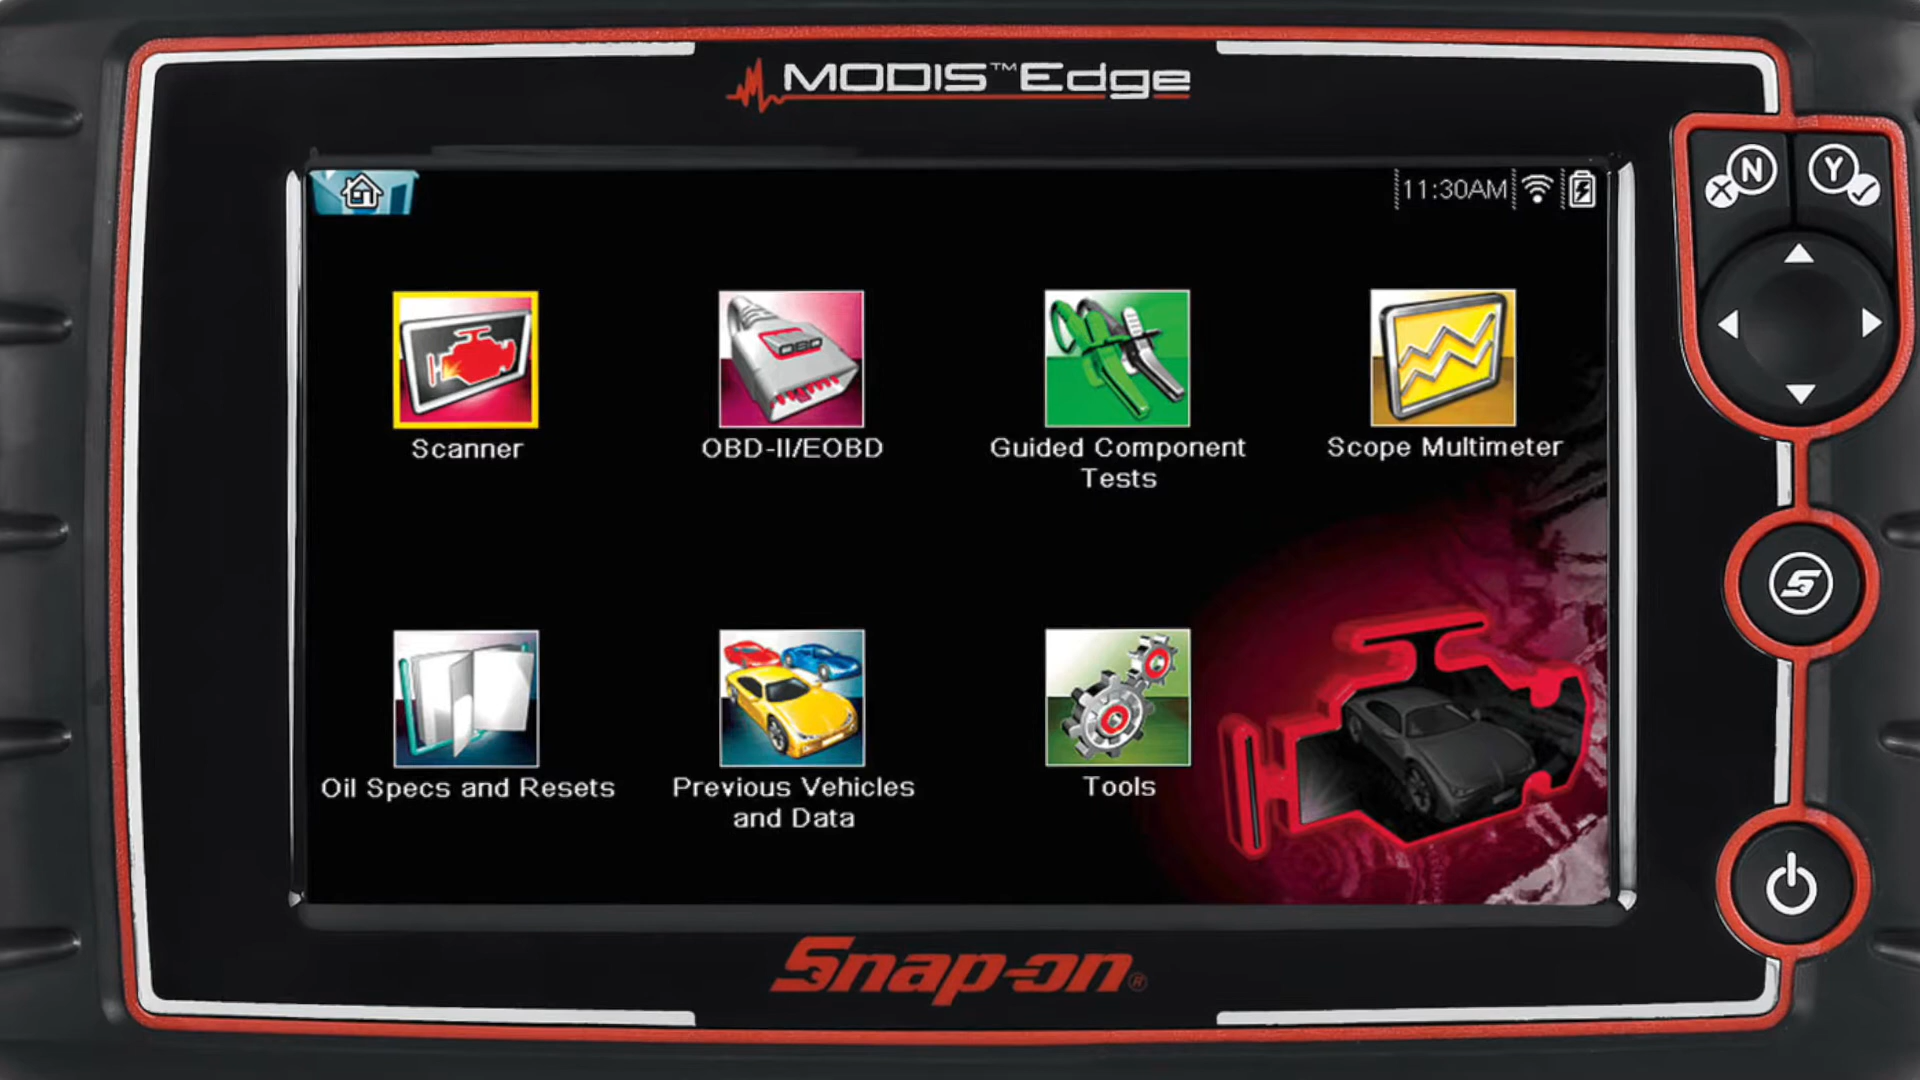 MODIS™Edge
N
Y
11:30AM
Scanner
OBD-II/EOBD
Guided Component
Tests
Scope Multimeter
Oil Specs and Resets
Previous Vehicles
and Data
Tools
S
Snap-on®